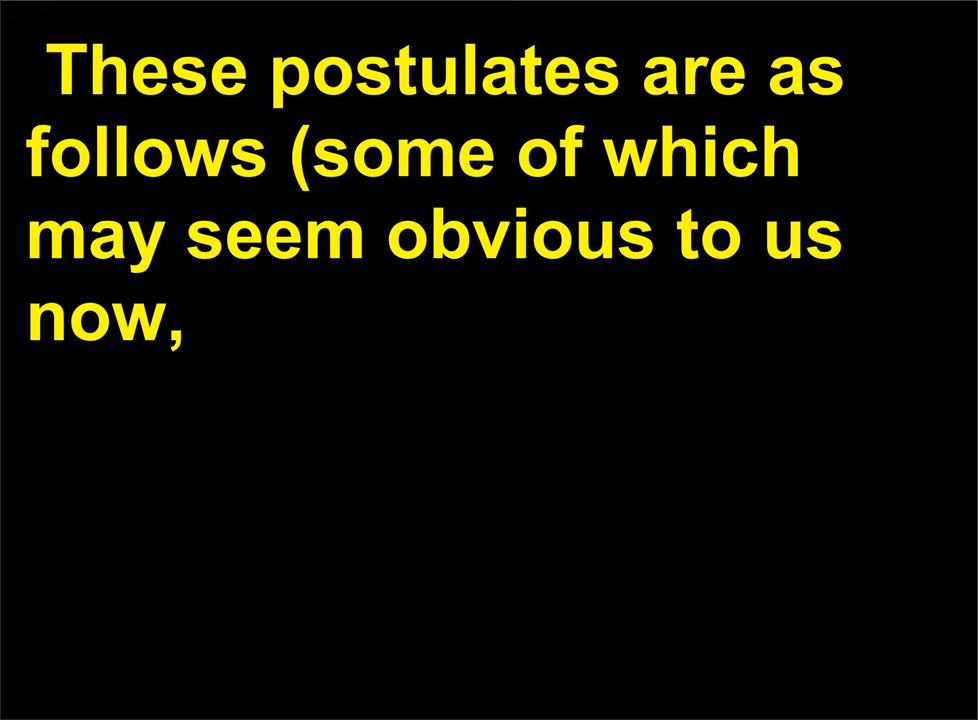 These postulates are as
follows (some of which
may seem obvious to us
now,